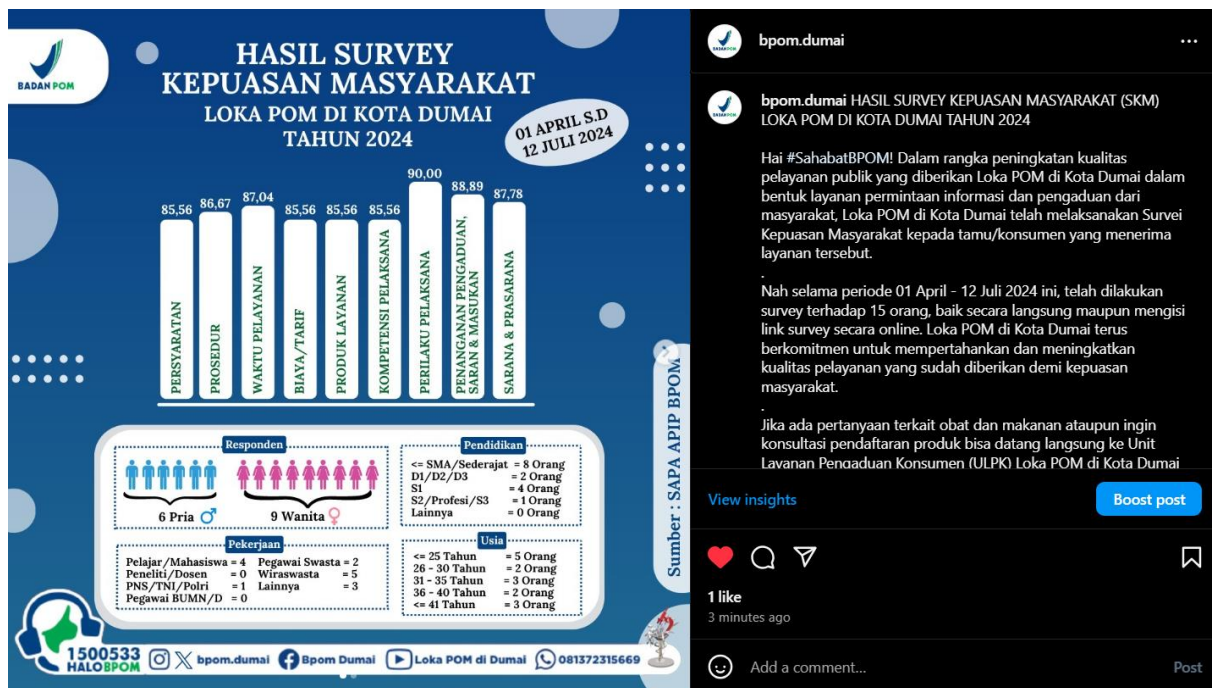 BADAN POM
HASIL SURVEY
KEPUASAN MASYARAKAT
LOKA POM DI KOTA DUMAI
TAHUN 2024
01 APRIL S.D
12 JULI 2024
85,56
86,67
87,04
85,56
85,56
85,56
90,00
88,89
87,78
PERSYARATAN
PROSEDUR
WAKTU PELAYANAN
BIAYA/TARIF
PRODUK LAYANAN
KOMPETENSI PELAKSANA
PERILAKU PELAKSANA
PENANGANAN PENGADUAN,
SARAN & MASUKAN
SARANA & PRASARANA
Responden
6 Pria
9 Wanita
Pendidikan
<= SMA/Sederajat = 8 Orang
D1/D2/D3 = 2 Orang
S1 = 4 Orang
S2/Profesi/S3 = 1 Orang
Lainnya = 0 Orang
Pekerjaan
Pelajar/Mahasiswa = 4 Pegawai Swasta = 2
Peneliti/Dosen = 0 Wiraswasta = 5
PNS/TNI/Polri = 1 Lainnya = 3
Pegawai BUMN/D = 0
Usia
<= 25 Tahun = 5 Orang
26 - 30 Tahun = 2 Orang
31 - 35 Tahun = 3 Orang
36 - 40 Tahun = 2 Orang
<= 41 Tahun = 3 Orang
Sumber : SAPA APIP BPOM
1500533
HALOBPOM
bpom.dumai
Bpom Dumai
Loka POM di Dumai
081372315669
bpom.dumai
bpom.dumai HASIL SURVEY KEPUASAN MASYARAKAT (SKM)
LOKA POM DI KOTA DUMAI TAHUN 2024
Hai #SahabatBPOM! Dalam rangka peningkatan kualitas
pelayanan publik yang diberikan Loka POM di Kota Dumai dalam
bentuk layanan permintaan informasi dan pengaduan dari
masyarakat, Loka POM di Kota Dumai telah melaksanakan Survei
Kepuasan Masyarakat kepada tamu/konsumen yang menerima
layanan tersebut.
.
Nah selama periode 01 April - 12 Juli 2024 ini, telah dilakukan
survey terhadap 15 orang, baik secara langsung maupun mengisi
link survey secara online. Loka POM di Kota Dumai terus
berkomitmen untuk mempertahankan dan meningkatkan
kualitas pelayanan yang sudah diberikan demi kepuasan
masyarakat.
.
Jika ada pertanyaan terkait obat dan makanan ataupun ingin
konsultasi pendaftaran produk bisa datang langsung ke Unit
Layanan Pengaduan Konsumen (ULPK) Loka POM di Kota Dumai
View insights
Boost post
1 like
3 minutes ago
Add a comment...
Post